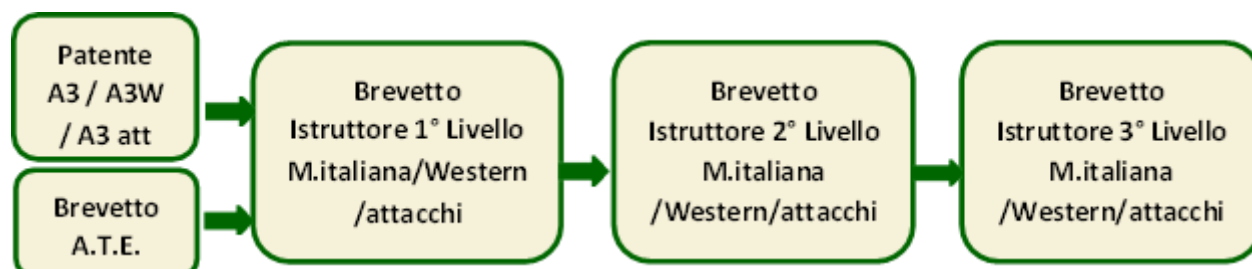 Patente
A3 / A3W
/ A3 att
Brevetto
A.T.E.
Brevetto
Istruttore 1° Livello
M.italiana/Western
/attacchi
Brevetto
Istruttore 2° Livello
M.italiana
/Western/attacchi
Brevetto
Istruttore 3° Livello
M.italiana
/Western/attacchi